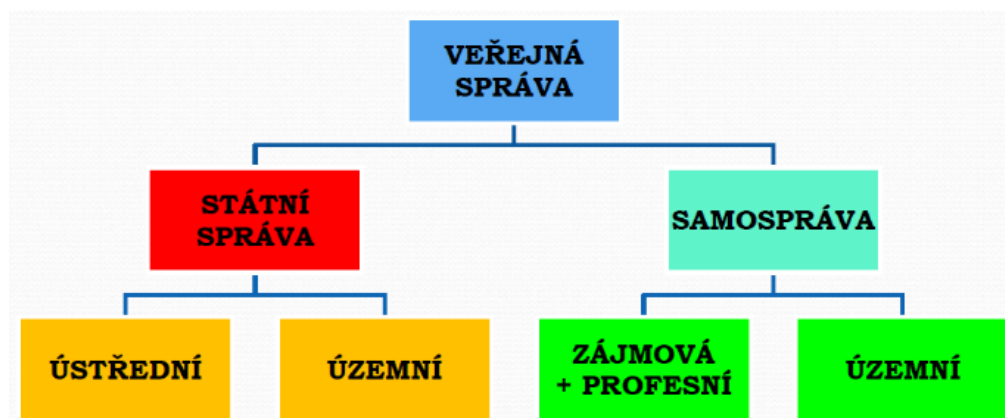 VEŘEJNÁ
SPRÁVA
STÁTNÍ
SPRÁVA
SAMOSPRÁVA
ÚSTŘEDNÍ
ÚZEMNÍ
ZÁJMOVÁ
+ PROFESNÍ
ÚZEMNÍ